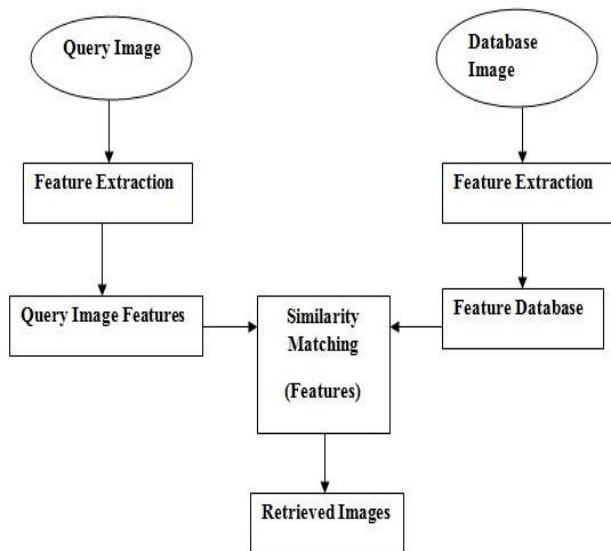 Query Image
Database
Image
Feature Extraction
Feature Extraction
Query Image Features
Similarity
Matching
(Features)
Feature Database
Retrieved Images